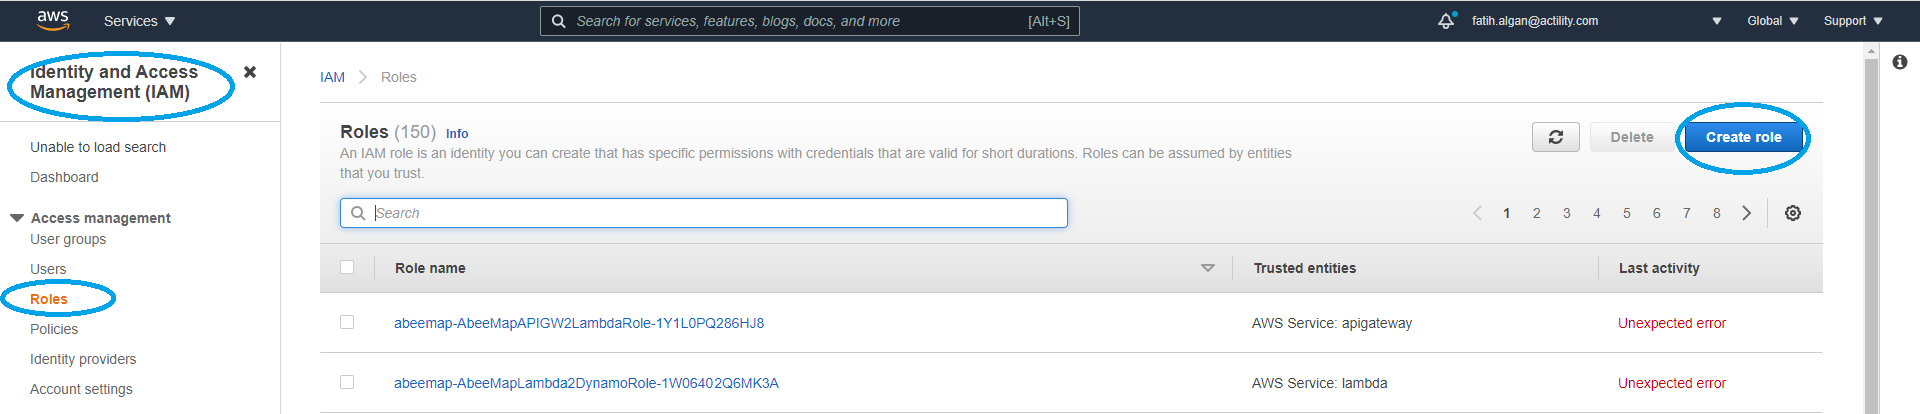 aws
Services
Search for services, features, blogs, docs, and more
[Alt+S]
fatih.algan@actility.com
Global
Support
Identity and Access
Management (IAM)
Unable to load search
Dashboard
Access management
User groups
Users
Roles
Policies
Identity providers
Account settings
IAM
Roles
Roles (150) Info
An IAM role is an identity you can create that has specific permissions with credentials that are valid for short durations. Roles can be assumed by entities
that you trust.
Delete
Create role
Search
1 2 3 4 5 6 7 8
Role name
Trusted entities
Last activity
abeemap-AbeeMapAPIGW2LambdaRole-1Y1L0PQ286HJ8
AWS Service: apigateway
Unexpected error
abeemap-AbeeMapLambda2DynamoRole-1W06402Q6MK3A
AWS Service: lambda
Unexpected error